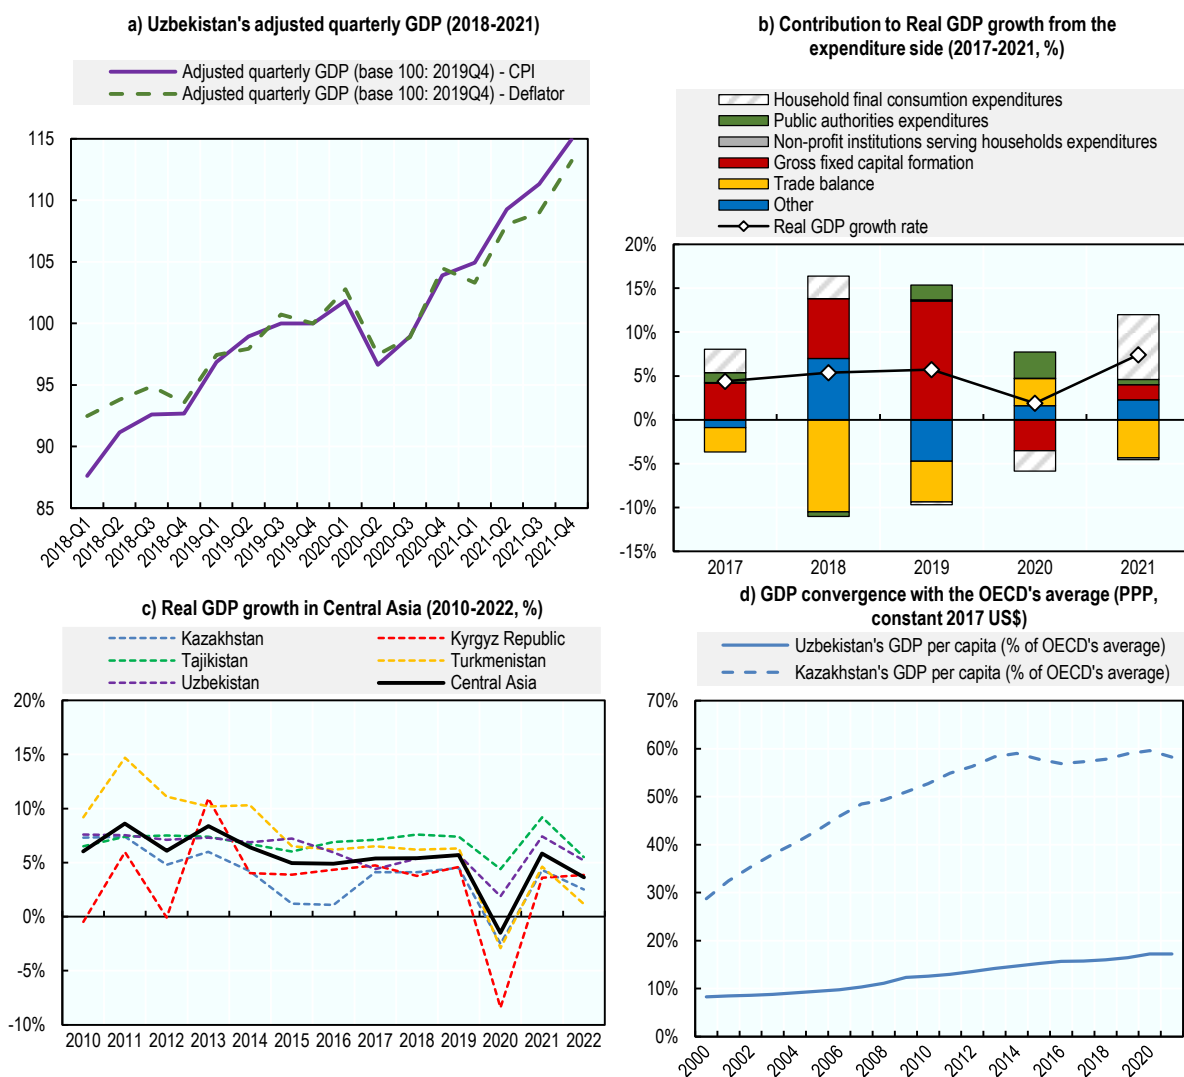 a) Uzbekistan's adjusted quarterly GDP (2018-2021)
Adjusted quarterly GDP (base 100: 2019Q4) - CPI
Adjusted quarterly GDP (base 100: 2019Q4) - Deflator
115
110
105
100
95
90
85
2018-Q1
2018-Q2
2018-Q3
2018-Q4
2019-Q1
2019-Q2
2019-Q3
2019-Q4
2020-Q1
2020-Q2
2020-Q3
2020-Q4
2021-Q1
2021-Q2
2021-Q3
2021-Q4
b) Contribution to Real GDP growth from the
expenditure side (2017-2021, %)
Household final consumtion expenditures
Public authorities expenditures
Non-profit institutions serving households expenditures
Gross fixed capital formation
Trade balance
Other
Real GDP growth rate
20%
15%
10%
5%
0%
-5%
-10%
-15%
2017 2018 2019 2020 2021
c) Real GDP growth in Central Asia (2010-2022, %)
Kazakhstan Kyrgyz Republic
Tajikistan Turkmenistan
Uzbekistan Central Asia
20%
15%
10%
5%
0%
-5%
-10%
2010 2011 2012 2013 2014 2015 2016 2017 2018 2019 2020 2021 2022
d) GDP convergence with the OECD's average (PPP,
constant 2017 US$)
Uzbekistan's GDP per capita (% of OECD's average)
Kazakhstan's GDP per capita (% of OECD's average)
70%
60%
50%
40%
30%
20%
10%
0%
2000
2002
2004
2006
2008
2010
2012
2014
2016
2018
2020